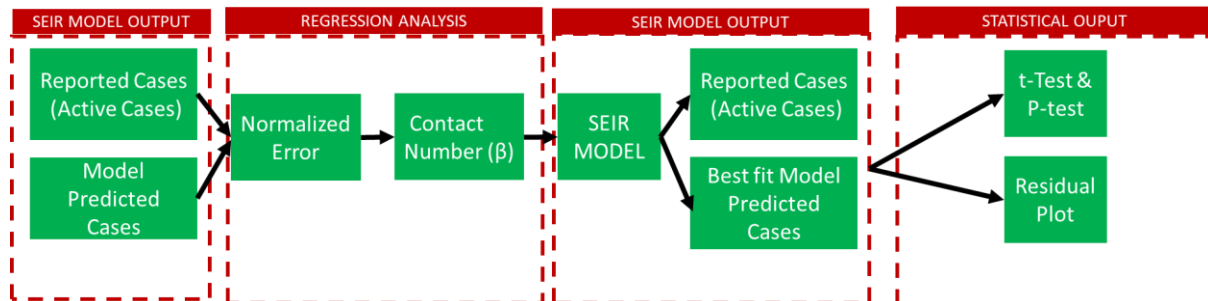 SEIR MODEL OUTPUT
Reported Cases
(Active Cases)
Model
Predicted
Cases
REGRESSION ANALYSIS
Normalized
Error
Contact
Number (β)
SEIR MODEL OUTPUT
SEIR
MODEL
Reported Cases
(Active Cases)
Best fit Model
Predicted
Cases
STATISTICAL OUPUT
t-Test &
P-test
Residual
Plot